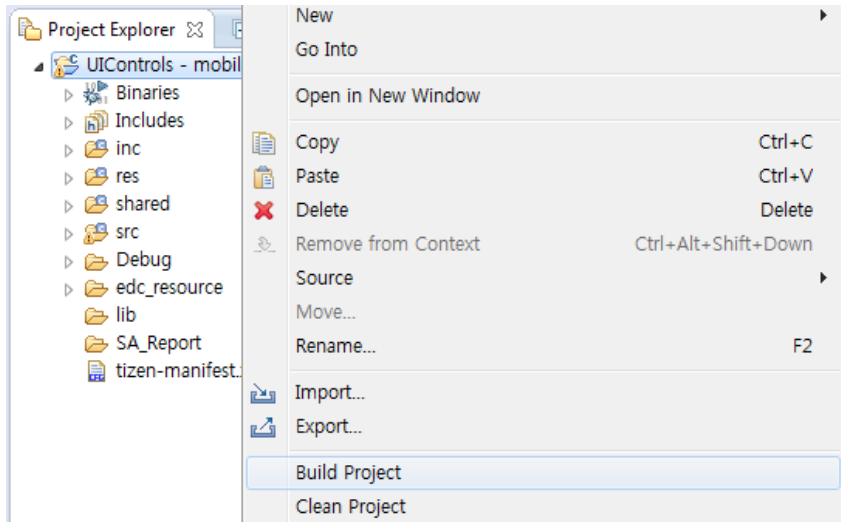 Project Explorer
UIControls - mobil
Binaries
Includes
inc
res
shared
src
Debug
edc_resource
lib
SA_Report
tizen-manifest.
New
Go Into
Open in New Window
Copy Ctrl+C
Paste Ctrl+V
Delete Delete
Remove from Context Ctrl+Alt+Shift+Down
Source
Move...
Rename... F2
Import...
Export...
Build Project
Clean Project